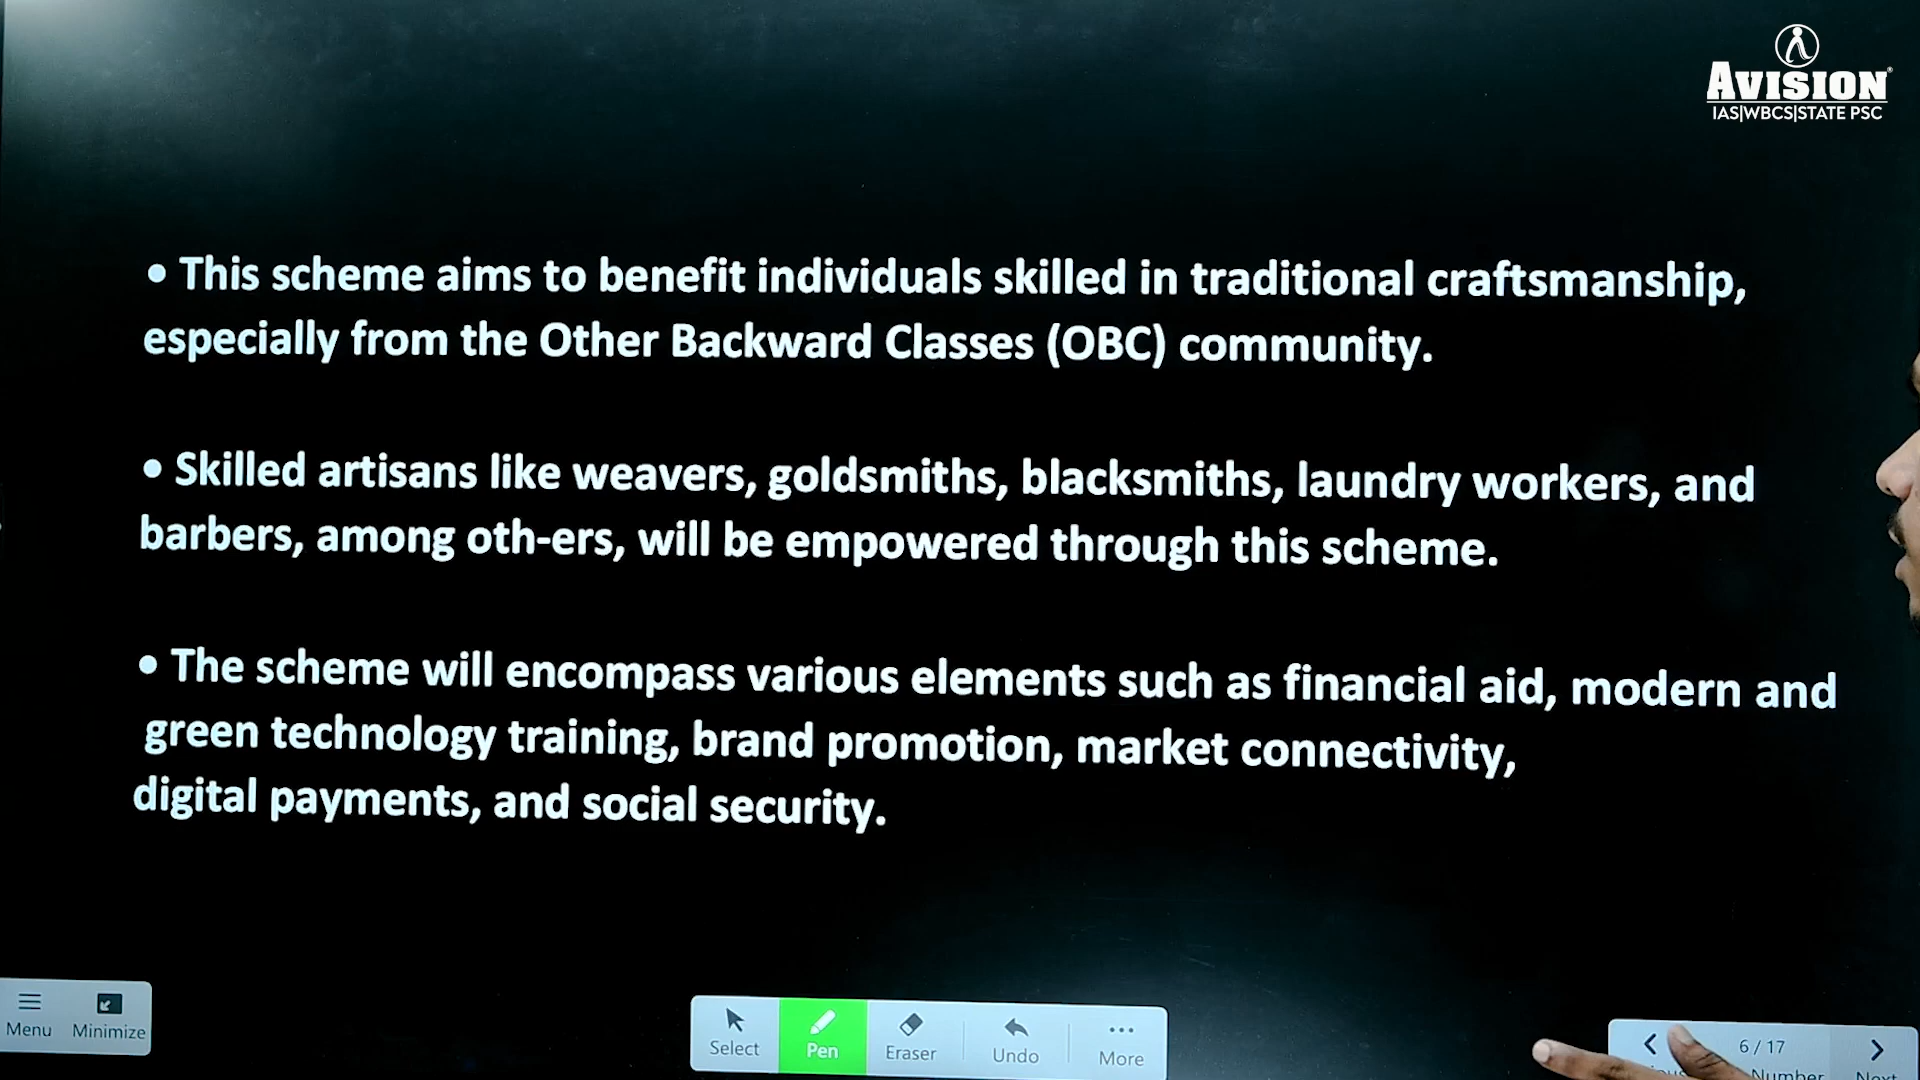 AVISION
IAS|WBCS|STATE PSC
• This scheme aims to benefit individuals skilled in traditional craftsmanship,
especially from the Other Backward Classes (OBC) community.
• Skilled artisans like weavers, goldsmiths, blacksmiths, laundry workers, and
barbers, among oth-ers, will be empowered through this scheme.
• The scheme will encompass various elements such as financial aid, modern and
green technology training, brand promotion, market connectivity,
digital payments, and social security.
Menu Minimize
Select Pen Eraser Undo More
6 / 17
Number Next